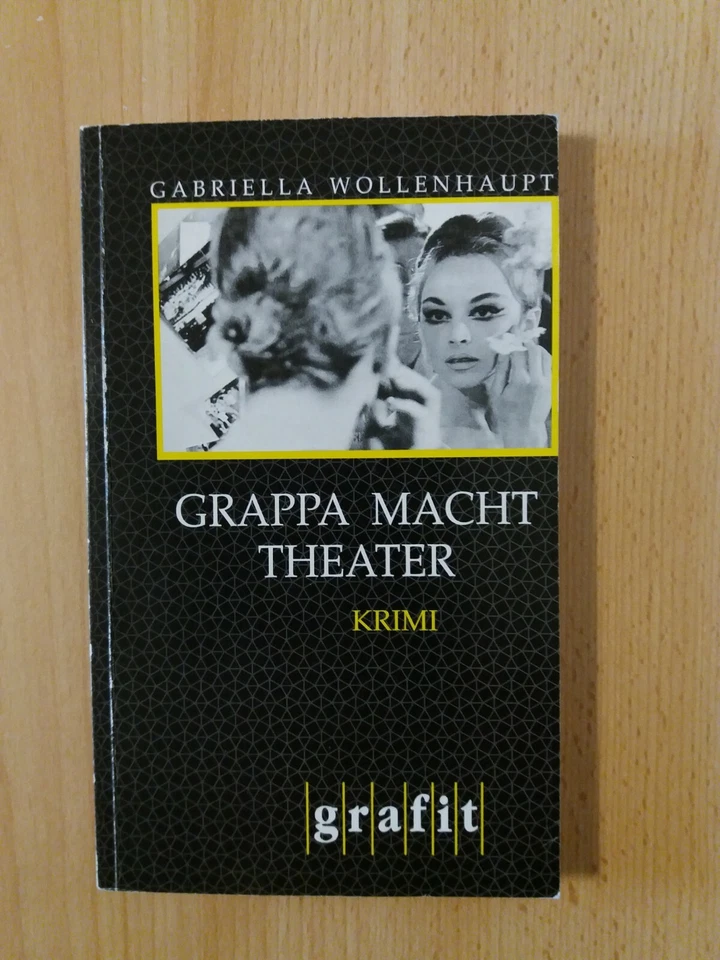 GABRIELLA WOLLENHAUPT
GRAPPA MACHT
THEATER
KRIMI
grafit